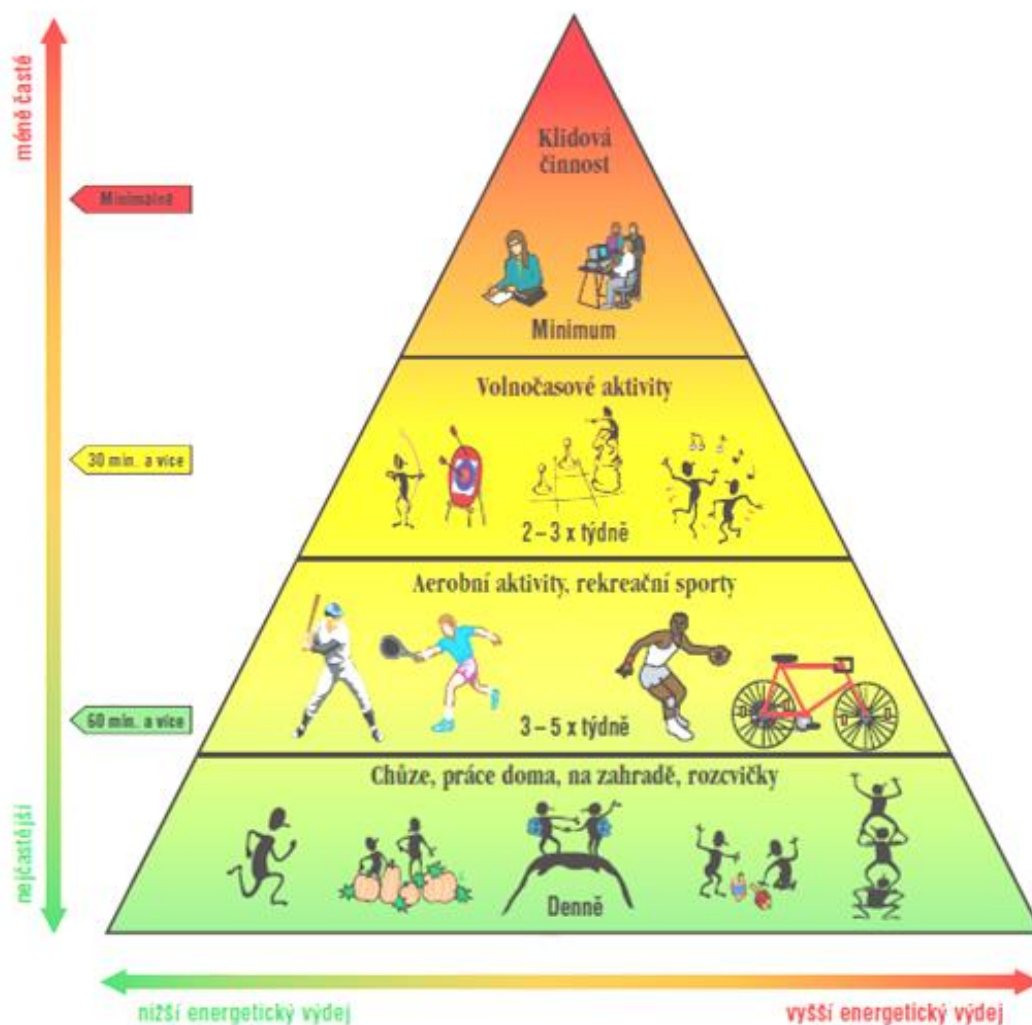 méně časté
Klidová
činnost
Minimálně
Minimum
Volnočasové aktivity
30 min. a více
2 – 3 x týdně
Aerobní aktivity, rekreační sporty
60 min. a více
3 – 5 x týdně
Chůze, práce doma, na zahradě, rozcvičky
nejčastější
Denně
nižší energetický výdej
vyšší energetický výdej